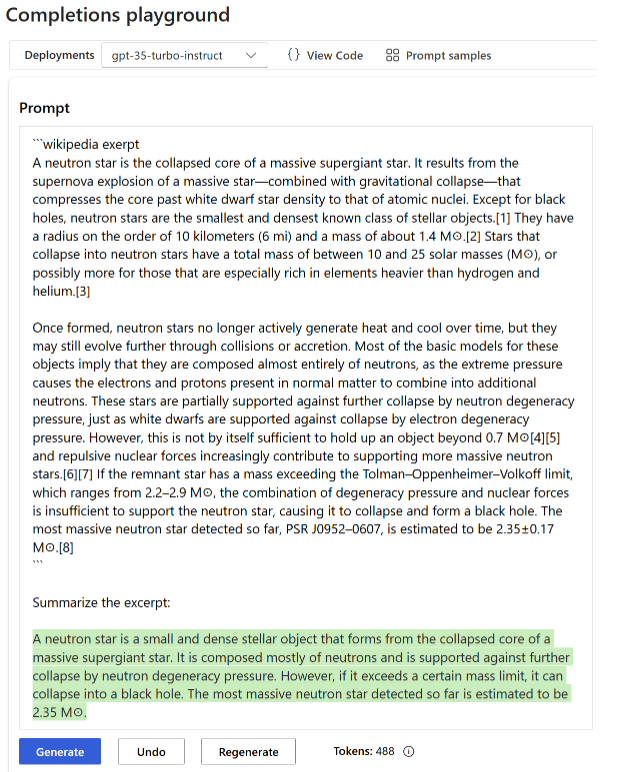 Completions playground
Deployments gpt-35-turbo-instruct {} View Code Prompt samples
Prompt
```wikipedia exerpt
A neutron star is the collapsed core of a massive supergiant star. It results from the
supernova explosion of a massive star—combined with gravitational collapse—that
compresses the core past white dwarf star density to that of atomic nuclei. Except for black
holes, neutron stars are the smallest and densest known class of stellar objects.[1] They have
a radius on the order of 10 kilometers (6 mi) and a mass of about 1.4 M☉.[2] Stars that
collapse into neutron stars have a total mass of between 10 and 25 solar masses (M☉), or
possibly more for those that are especially rich in elements heavier than hydrogen and
helium.[3]
Once formed, neutron stars no longer actively generate heat and cool over time, but they
may still evolve further through collisions or accretion. Most of the basic models for these
objects imply that they are composed almost entirely of neutrons, as the extreme pressure
causes the electrons and protons present in normal matter to combine into additional
neutrons. These stars are partially supported against further collapse by neutron degeneracy
pressure, just as white dwarfs are supported against collapse by electron degeneracy
pressure. However, this is not by itself sufficient to hold up an object beyond 0.7 M☉[4][5]
and repulsive nuclear forces increasingly contribute to supporting more massive neutron
stars.[6][7] If the remnant star has a mass exceeding the Tolman–Oppenheimer–Volkoff limit,
which ranges from 2.2–2.9 M☉, the combination of degeneracy pressure and nuclear forces
is insufficient to support the neutron star, causing it to collapse and form a black hole. The
most massive neutron star detected so far, PSR J0952–0607, is estimated to be 2.35±0.17
M☉.[8]
```
Summarize the excerpt:
A neutron star is a small and dense stellar object that forms from the collapsed core of a
massive supergiant star. It is composed mostly of neutrons and is supported against further
collapse by neutron degeneracy pressure. However, if it exceeds a certain mass limit, it can
collapse into a black hole. The most massive neutron star detected so far is estimated to be
2.35 M☉.
Generate Undo Regenerate Tokens: 488